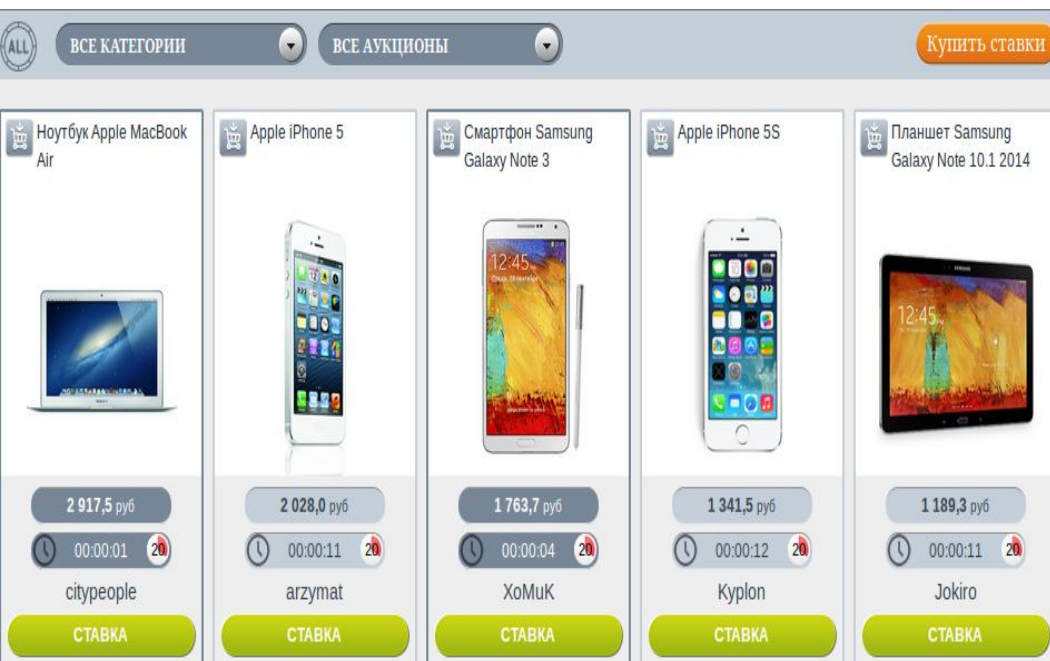 ALL
ВСЕ КАТЕГОРИИ
ВСЕ АУКЦИОНЫ
Купить ставки
Ноутбук Apple MacBook
Air
2 917,5 руб
00:00:01 20
citypeople
СТАВКА
Apple iPhone 5
2 028,0 руб
00:00:11 20
arzymat
СТАВКА
Смартфон Samsung
Galaxy Note 3
12:45
1 763,7 руб
00:00:04 20
XoMuK
СТАВКА
Apple iPhone 5S
1 341,5 руб
00:00:12 20
Kyplon
СТАВКА
Планшет Samsung
Galaxy Note 10.1 2014
SAMSUNG
12:45
1 189,3 руб
00:00:11 20
Jokiro
СТАВКА